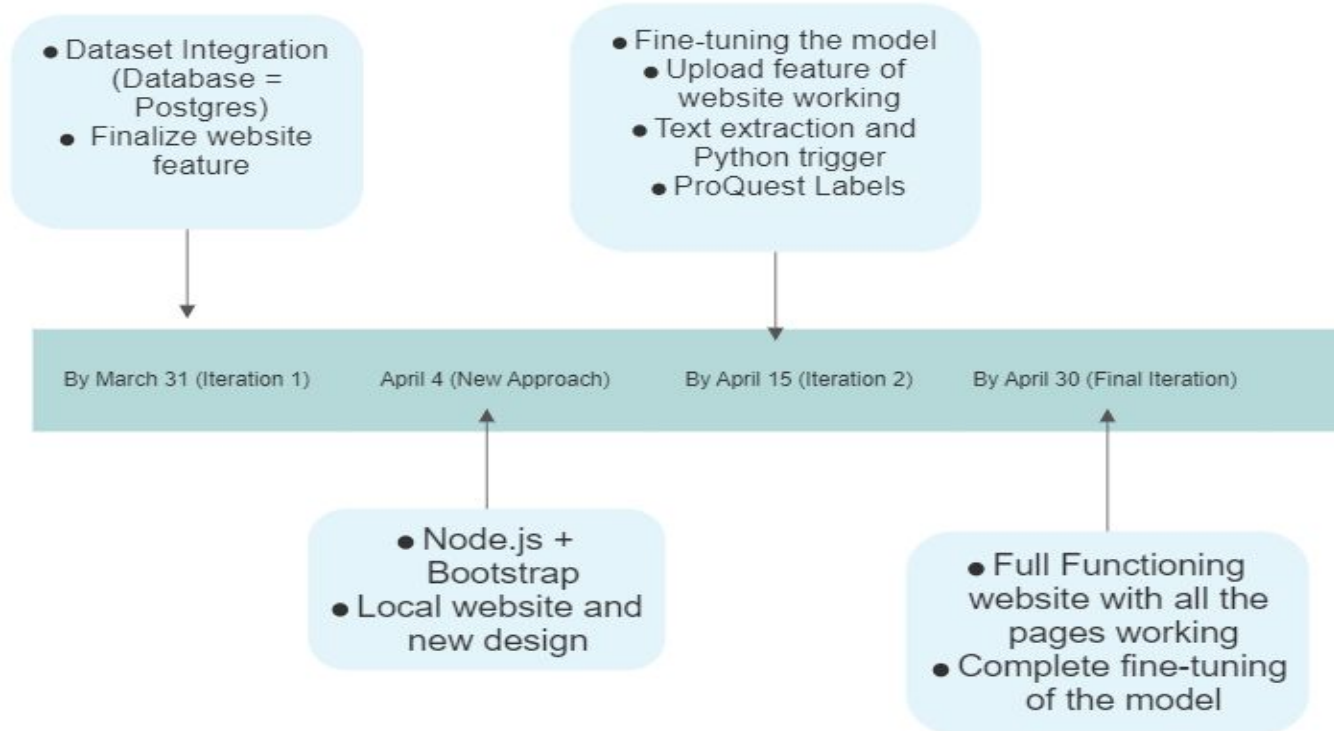 ● Dataset Integration
(Database =
Postgres)
● Finalize website
feature
● Fine-tuning the model
● Upload feature of
website working
● Text extraction and
Python trigger
● ProQuest Labels
By March 31 (Iteration 1)
April 4 (New Approach)
By April 15 (Iteration 2)
By April 30 (Final Iteration)
● Node.js +
Bootstrap
● Local website and
new design
● Full Functioning
website with all the
pages working
● Complete fine-tuning
of the model